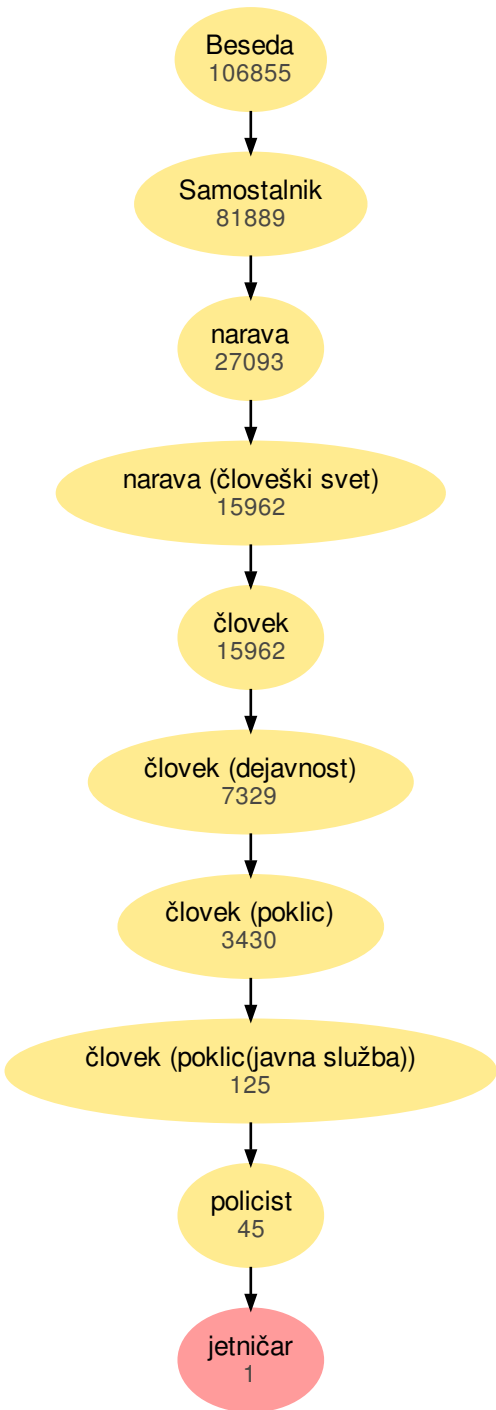 Beseda
106855
Samostalnik
81889
narava
27093
narava (človeški svet)
15962
človek
15962
človek (dejavnost)
7329
človek (poklic)
3430
človek (poklic(javna služba))
125
policist
45
jetničar
1